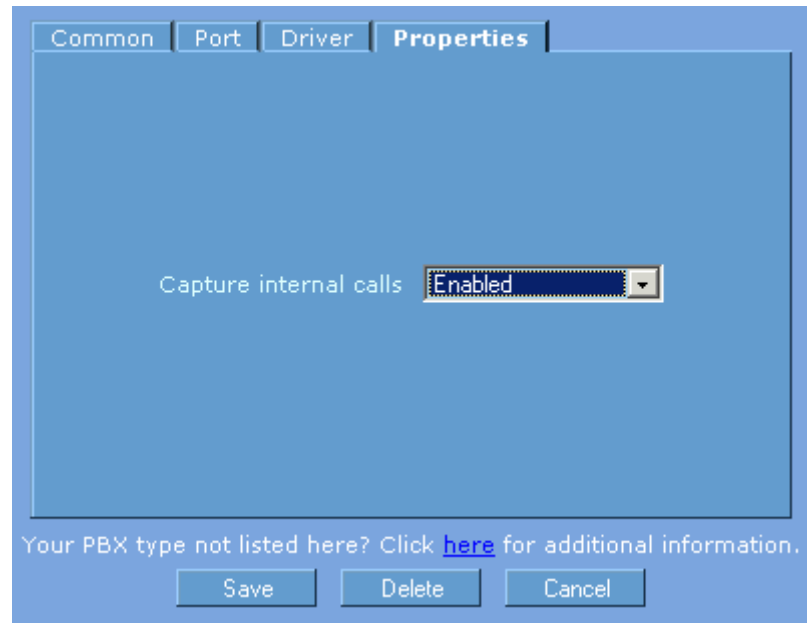 Common Port Driver Properties
Capture internal calls Enabled
Your PBX type not listed here? Click here for additional information.
Save Delete Cancel